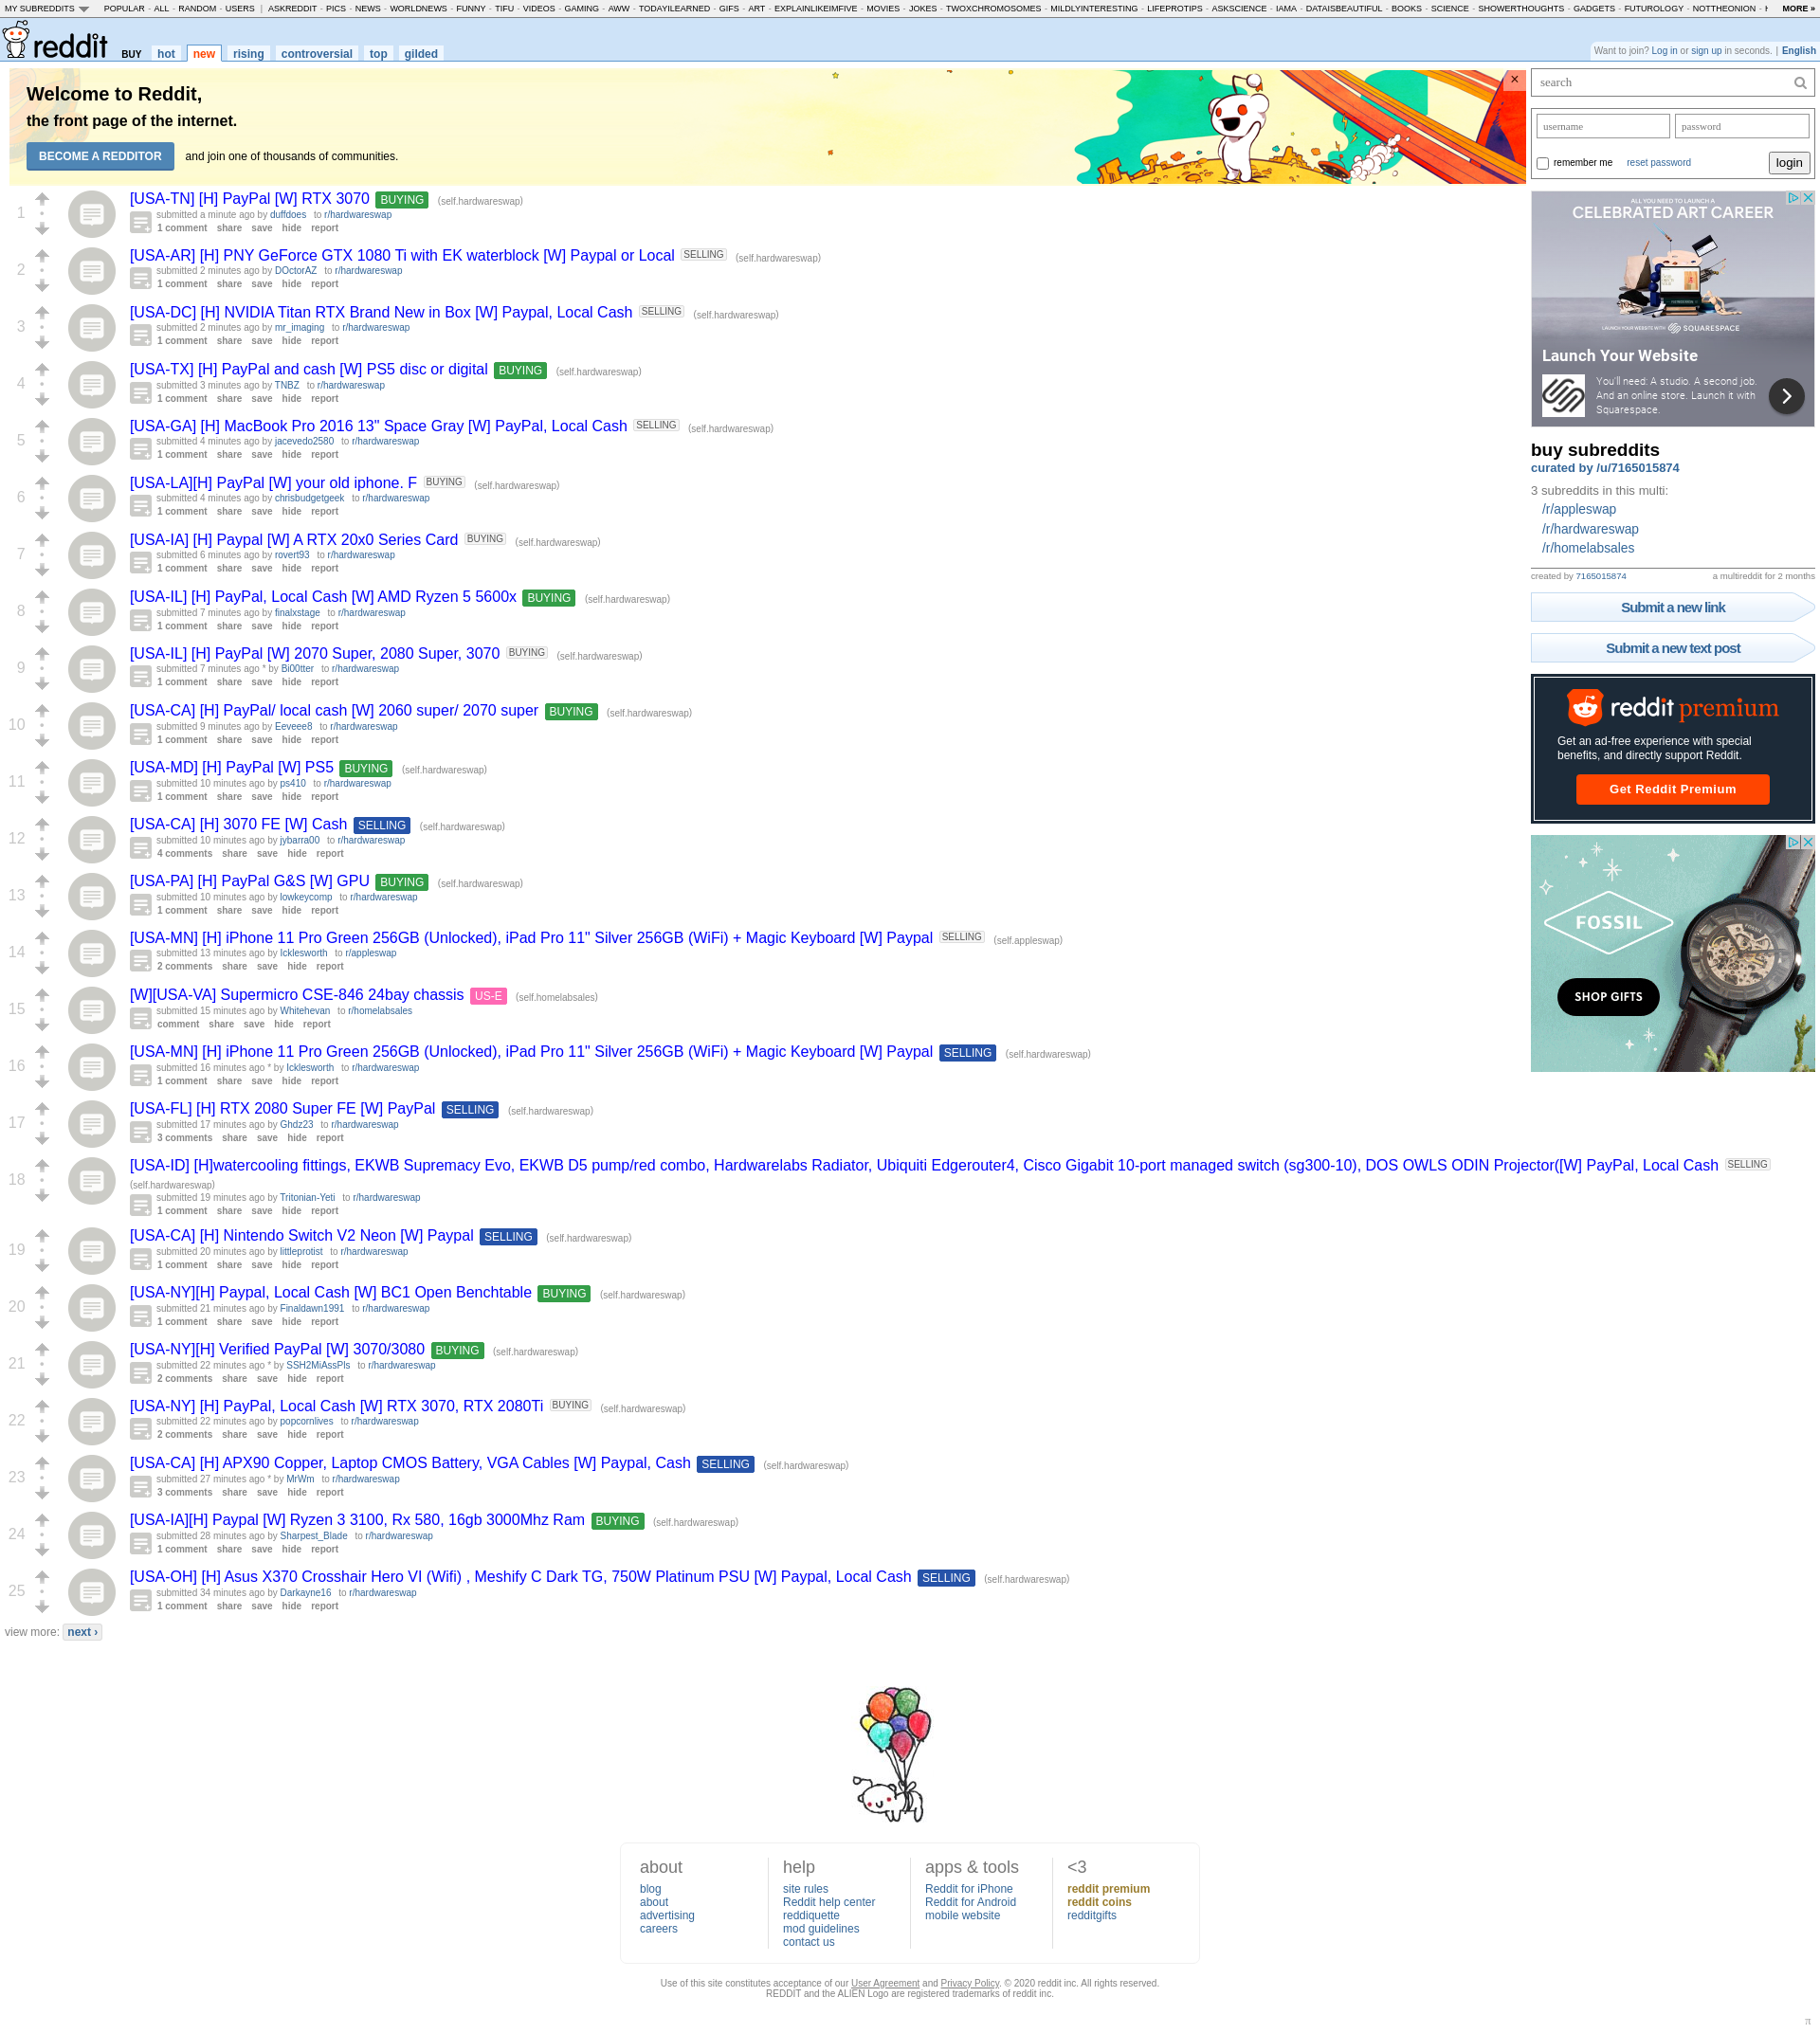 MY SUBREDDITS POPULAR - ALL - RANDOM - USERS | ASKREDDIT - PICS - NEWS - WORLDNEWS - FUNNY - TIFU - VIDEOS - GAMING - AWW - TODAYILEARNED - GIFS - ART - EXPLAINLIKEIMFIVE - MOVIES - JOKES - TWOXCHROMOSOMES - MILDLYINTERESTING - LIFEPROTIPS - ASKSCIENCE - IAMA - DATAISBEAUTIFUL - BOOKS - SCIENCE - SHOWERTHOUGHTS - GADGETS - FUTUROLOGY - NOTTHEONION - MORE »
reddit BUY hot new rising controversial top gilded
Want to join? Log in or sign up in seconds. | English
Welcome to Reddit,
the front page of the internet.
BECOME A REDDITOR and join one of thousands of communities.
×
1
[USA-TN] [H] PayPal [W] RTX 3070 BUYING (self.hardwareswap)
submitted a minute ago by duffdoes to r/hardwareswap
1 comment share save hide report
2
[USA-AR] [H] PNY GeForce GTX 1080 Ti with EK waterblock [W] Paypal or Local SELLING (self.hardwareswap)
submitted 2 minutes ago by DOctorAZ to r/hardwareswap
1 comment share save hide report
3
[USA-DC] [H] NVIDIA Titan RTX Brand New in Box [W] Paypal, Local Cash SELLING (self.hardwareswap)
submitted 2 minutes ago by mr_imaging to r/hardwareswap
1 comment share save hide report
4
[USA-TX] [H] PayPal and cash [W] PS5 disc or digital BUYING (self.hardwareswap)
submitted 3 minutes ago by TNBZ to r/hardwareswap
1 comment share save hide report
5
[USA-GA] [H] MacBook Pro 2016 13" Space Gray [W] PayPal, Local Cash SELLING (self.hardwareswap)
submitted 4 minutes ago by jacevedo2580 to r/hardwareswap
1 comment share save hide report
6
[USA-LA][H] PayPal [W] your old iphone. F BUYING (self.hardwareswap)
submitted 4 minutes ago by chrisbudgetgeek to r/hardwareswap
1 comment share save hide report
7
[USA-IA] [H] Paypal [W] A RTX 20x0 Series Card BUYING (self.hardwareswap)
submitted 6 minutes ago by rovert93 to r/hardwareswap
1 comment share save hide report
8
[USA-IL] [H] PayPal, Local Cash [W] AMD Ryzen 5 5600x BUYING (self.hardwareswap)
submitted 7 minutes ago by finalxstage to r/hardwareswap
1 comment share save hide report
9
[USA-IL] [H] PayPal [W] 2070 Super, 2080 Super, 3070 BUYING (self.hardwareswap)
submitted 7 minutes ago * by Bi00tter to r/hardwareswap
1 comment share save hide report
10
[USA-CA] [H] PayPal/ local cash [W] 2060 super/ 2070 super BUYING (self.hardwareswap)
submitted 9 minutes ago by Eeveee8 to r/hardwareswap
1 comment share save hide report
11
[USA-MD] [H] PayPal [W] PS5 BUYING (self.hardwareswap)
submitted 10 minutes ago by ps410 to r/hardwareswap
1 comment share save hide report
12
[USA-CA] [H] 3070 FE [W] Cash SELLING (self.hardwareswap)
submitted 10 minutes ago by jybarra00 to r/hardwareswap
4 comments share save hide report
13
[USA-PA] [H] PayPal G&S [W] GPU BUYING (self.hardwareswap)
submitted 10 minutes ago by lowkeycomp to r/hardwareswap
1 comment share save hide report
14
[USA-MN] [H] iPhone 11 Pro Green 256GB (Unlocked), iPad Pro 11" Silver 256GB (WiFi) + Magic Keyboard [W] Paypal SELLING (self.appleswap)
submitted 13 minutes ago by Icklesworth to r/appleswap
2 comments share save hide report
15
[W][USA-VA] Supermicro CSE-846 24bay chassis US-E (self.homelabsales)
submitted 15 minutes ago by Whitehevan to r/homelabsales
comment share save hide report
16
[USA-MN] [H] iPhone 11 Pro Green 256GB (Unlocked), iPad Pro 11" Silver 256GB (WiFi) + Magic Keyboard [W] Paypal SELLING (self.hardwareswap)
submitted 16 minutes ago * by Icklesworth to r/hardwareswap
1 comment share save hide report
17
[USA-FL] [H] RTX 2080 Super FE [W] PayPal SELLING (self.hardwareswap)
submitted 17 minutes ago by Ghdz23 to r/hardwareswap
3 comments share save hide report
18
[USA-ID] [H]watercooling fittings, EKWB Supremacy Evo, EKWB D5 pump/red combo, Hardwarelabs Radiator, Ubiquiti Edgerouter4, Cisco Gigabit 10-port managed switch (sg300-10), DOS OWLS ODIN Projector([W] PayPal, Local Cash SELLING
(self.hardwareswap)
submitted 19 minutes ago by Tritonian-Yeti to r/hardwareswap
1 comment share save hide report
19
[USA-CA] [H] Nintendo Switch V2 Neon [W] Paypal SELLING (self.hardwareswap)
submitted 20 minutes ago by littleprotist to r/hardwareswap
1 comment share save hide report
20
[USA-NY][H] Paypal, Local Cash [W] BC1 Open Benchtable BUYING (self.hardwareswap)
submitted 21 minutes ago by Finaldawn1991 to r/hardwareswap
1 comment share save hide report
21
[USA-NY][H] Verified PayPal [W] 3070/3080 BUYING (self.hardwareswap)
submitted 22 minutes ago * by SSH2MiAssPls to r/hardwareswap
2 comments share save hide report
22
[USA-NY] [H] PayPal, Local Cash [W] RTX 3070, RTX 2080Ti BUYING (self.hardwareswap)
submitted 22 minutes ago by popcornlives to r/hardwareswap
2 comments share save hide report
23
[USA-CA] [H] APX90 Copper, Laptop CMOS Battery, VGA Cables [W] Paypal, Cash SELLING (self.hardwareswap)
submitted 27 minutes ago * by MrWm to r/hardwareswap
3 comments share save hide report
24
[USA-IA][H] Paypal [W] Ryzen 3 3100, Rx 580, 16gb 3000Mhz Ram BUYING (self.hardwareswap)
submitted 28 minutes ago by Sharpest_Blade to r/hardwareswap
1 comment share save hide report
25
[USA-OH] [H] Asus X370 Crosshair Hero VI (Wifi) , Meshify C Dark TG, 750W Platinum PSU [W] Paypal, Local Cash SELLING (self.hardwareswap)
submitted 34 minutes ago by Darkayne16 to r/hardwareswap
1 comment share save hide report
view more: next ›
search
username password
remember me reset password login
ALL YOU NEED TO LAUNCH A
CELEBRATED ART CAREER
LAUNCH YOUR WEBSITE WITH SQUARESPACE
Launch Your Website
You'll need: A studio. A second job.
And an online store. Launch it with
Squarespace.
buy subreddits
curated by /u/7165015874
3 subreddits in this multi:
/r/appleswap
/r/hardwareswap
/r/homelabsales
created by 7165015874 a multireddit for 2 months
Submit a new link
Submit a new text post
reddit premium
Get an ad-free experience with special
benefits, and directly support Reddit.
Get Reddit Premium
FOSSIL
SHOP GIFTS
about
blog
about
advertising
careers
help
site rules
Reddit help center
reddiquette
mod guidelines
contact us
apps & tools
Reddit for iPhone
Reddit for Android
mobile website
<3
reddit premium
reddit coins
redditgifts
Use of this site constitutes acceptance of our User Agreement and Privacy Policy. © 2020 reddit inc. All rights reserved.
REDDIT and the ALIEN Logo are registered trademarks of reddit inc.
π